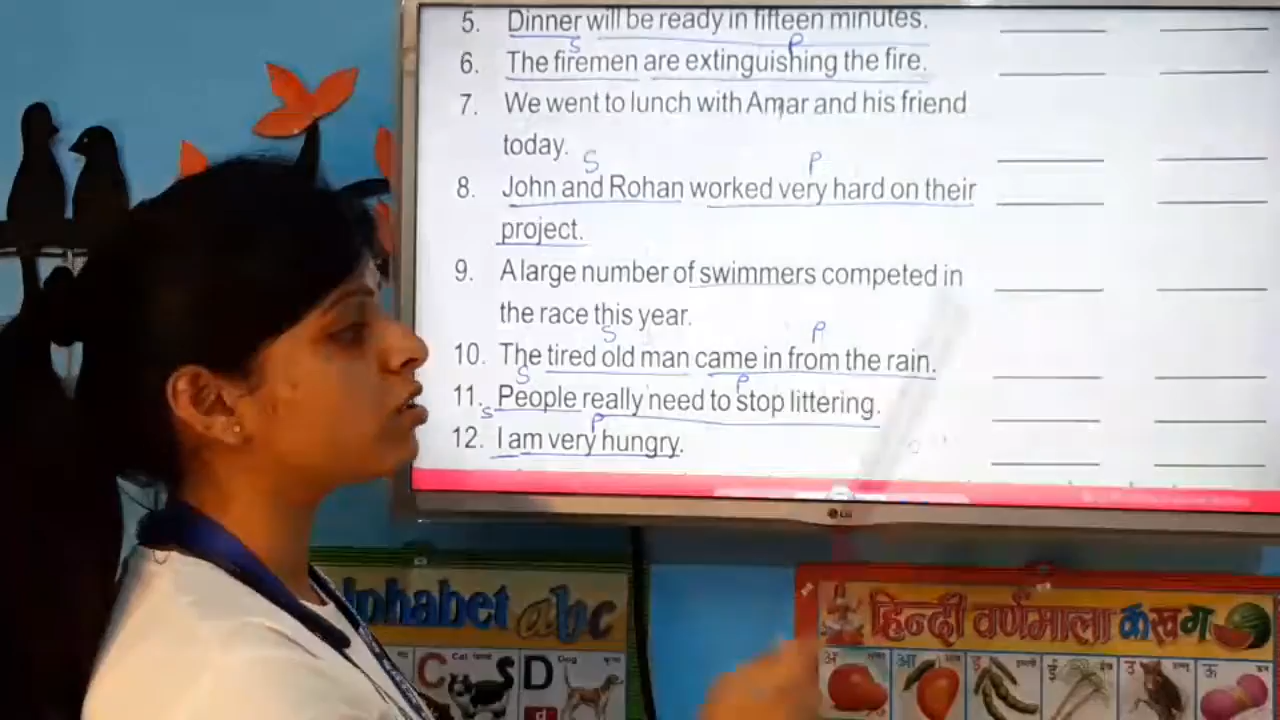 5. Dinner will be ready in fifteen minutes.
S P
6. The firemen are extinguishing the fire.
7. We went to lunch with Amar and his friend
today.
S P
8. John and Rohan worked very hard on their
project.
9. A large number of swimmers competed in
the race this year.
S P
10. The tired old man came in from the rain.
S P
11. People really need to stop littering.
S P
12. I am very hungry.
LG
lphabet abc
हिन्दी वर्णमाला क ख ग
C Cat S D Dog
d
अ आ इ ई उ ऊ